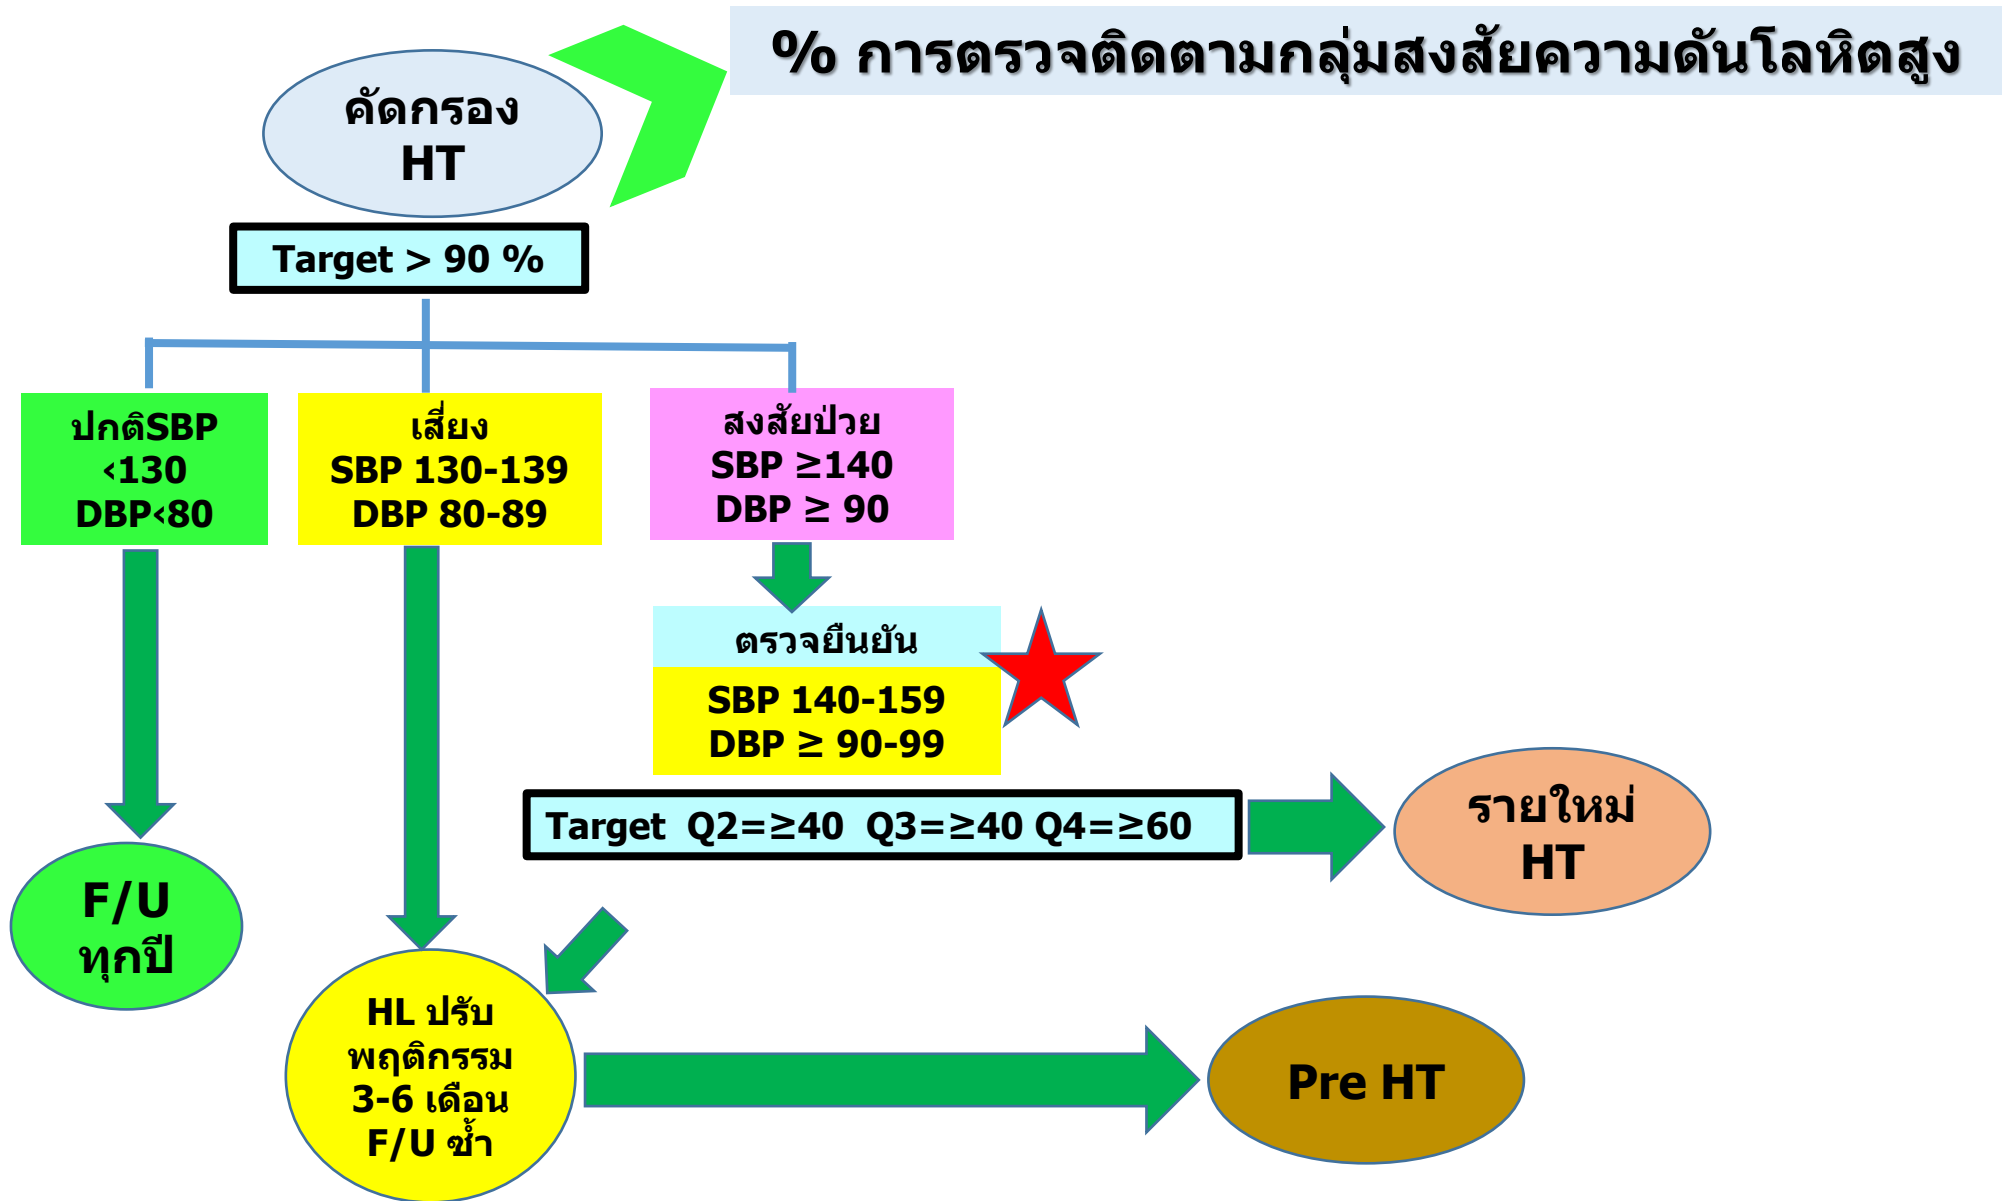 % การตรวจติดตามกลุ่มสงสัยความดันโลหิตสูง
คัดกรอง
HT
Target > 90 %
ปกติSBP
‹130
DBP‹80
เสี่ยง
SBP 130-139
DBP 80-89
สงสัยป่วย
SBP ≥140
DBP ≥ 90
ตรวจยืนยัน
SBP 140-159
DBP ≥ 90-99
Target  Q2=≥40  Q3=≥40 Q4=≥60
รายใหม่
HT
F/U
ทุกปี
HL ปรับ
พฤติกรรม
3-6 เดือน
F/U ซ้ำ
Pre HT